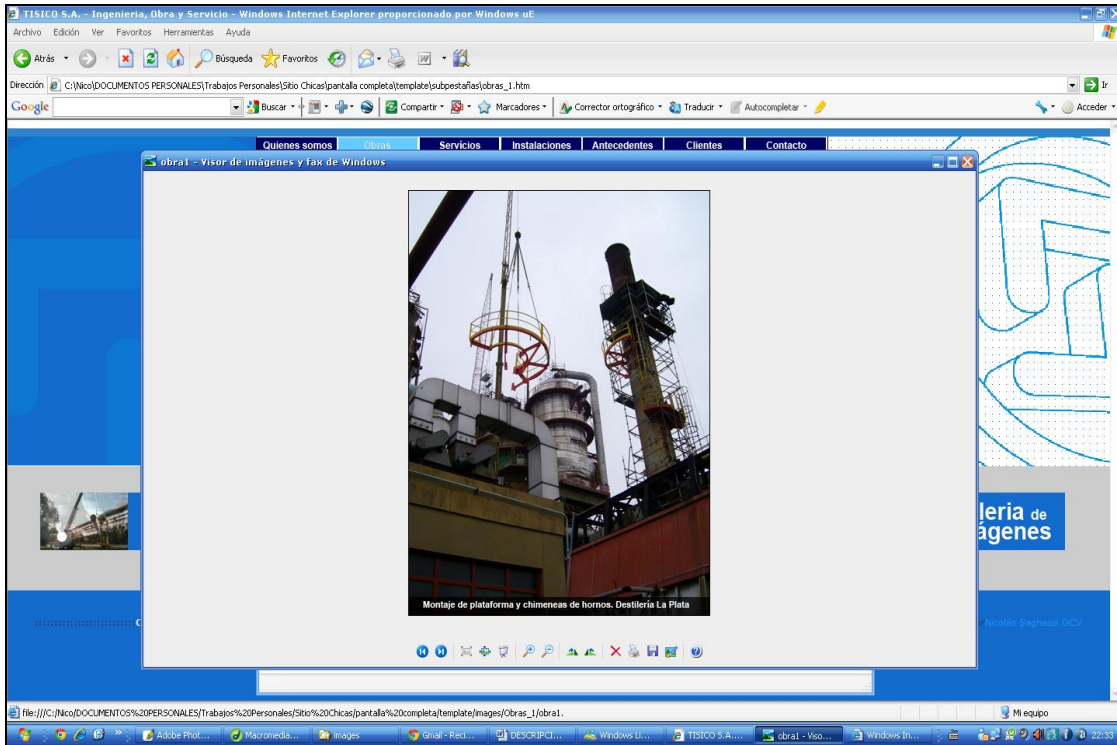 TISICO S.A. - Ingeniería, Obra y Servicio - Windows Internet Explorer proporcionado por Windows uE
Archivo Edición Ver Favoritos Herramientas Ayuda
Atrás Búsqueda Favoritos
Dirección C:\Nico\DOCUMENTOS PERSONALES\Trabajos Personales\Sitio Chicas\pantalla completa\template\subpestañas\obras_1.htm Ir
Google Buscar Compartir Marcadores Corrector ortográfico Traducir Autocompletar Acceder
Quienes somos Obras Servicios Instalaciones Antecedentes Clientes Contacto
obra1 - Visor de imágenes y fax de Windows
leria de
ágenes
Montaje de plataforma y chimeneas de hornos. Destilería La Plata
Nicolás Saghessi DCV
file:///C:/Nico/DOCUMENTOS%20PERSONALES/Trabajos%20Personales/Sitio%20Chicas/pantalla%20completa/template/images/Obras_1/obra1. Mi equipo
Adobe Phot... Macromedia... images Gmail - Reci... DESCRIPCI... Windows Li... TISICO S.A.... obra1 - Viso... Windows In... 22:33